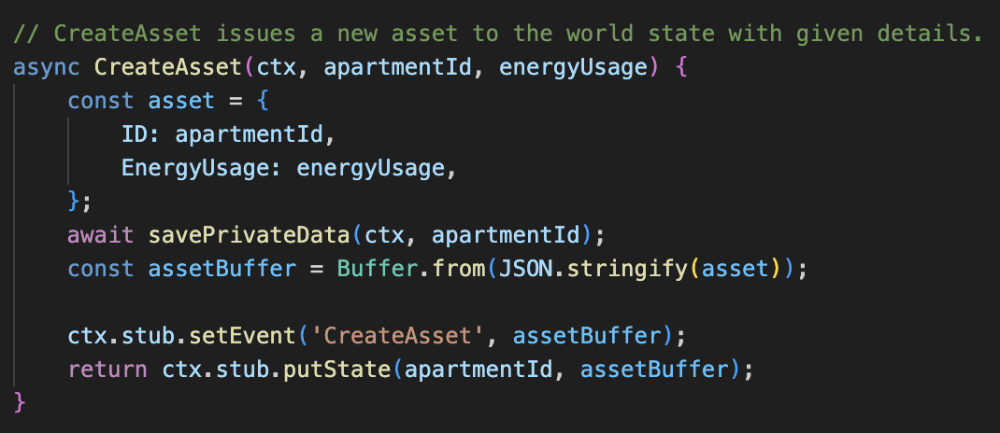 // CreateAsset issues a new asset to the world state with given details.
async CreateAsset(ctx, apartmentId, energyUsage) {
    const asset = {
        ID: apartmentId,
        EnergyUsage: energyUsage,
    };
    await savePrivateData(ctx, apartmentId);
    const assetBuffer = Buffer.from(JSON.stringify(asset));

    ctx.stub.setEvent('CreateAsset', assetBuffer);
    return ctx.stub.putState(apartmentId, assetBuffer);
}